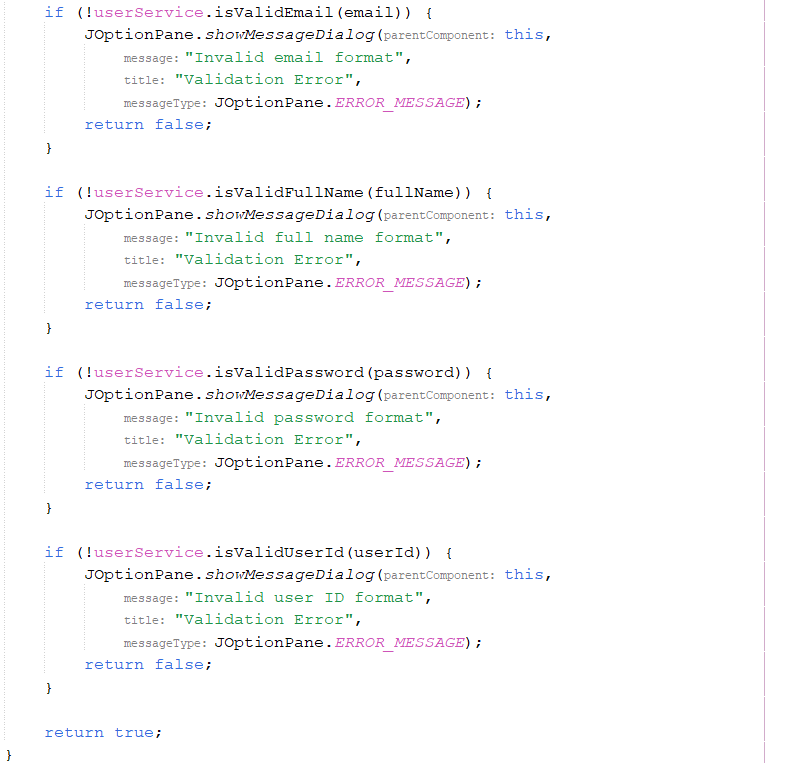 if (!userService.isValidEmail(email)) {
JOptionPane.showMessageDialog(parentComponent: this,
message: "Invalid email format",
title: "Validation Error",
messageType: JOptionPane.ERROR_MESSAGE);
return false;
}
if (!userService.isValidFullName(fullName)) {
JOptionPane.showMessageDialog(parentComponent: this,
message: "Invalid full name format",
title: "Validation Error",
messageType: JOptionPane.ERROR_MESSAGE);
return false;
}
if (!userService.isValidPassword(password)) {
JOptionPane.showMessageDialog(parentComponent: this,
message: "Invalid password format",
title: "Validation Error",
messageType: JOptionPane.ERROR_MESSAGE);
return false;
}
if (!userService.isValidUserId(userId)) {
JOptionPane.showMessageDialog(parentComponent: this,
message: "Invalid user ID format",
title: "Validation Error",
messageType: JOptionPane.ERROR_MESSAGE);
return false;
}
return true;
}